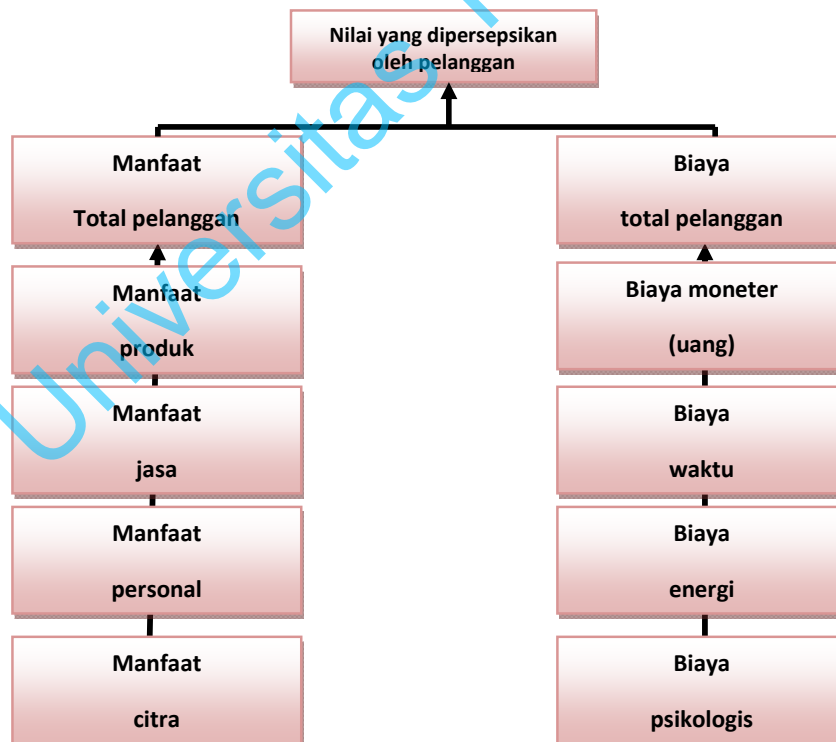 Nilai yang dipersepsikan
oleh pelanggan
Manfaat
Total pelanggan
Biaya
total pelanggan
Manfaat
produk
Biaya moneter
(uang)
Manfaat
jasa
Biaya
waktu
Manfaat
personal
Biaya
energi
Manfaat
citra
Biaya
psikologis
Universitas